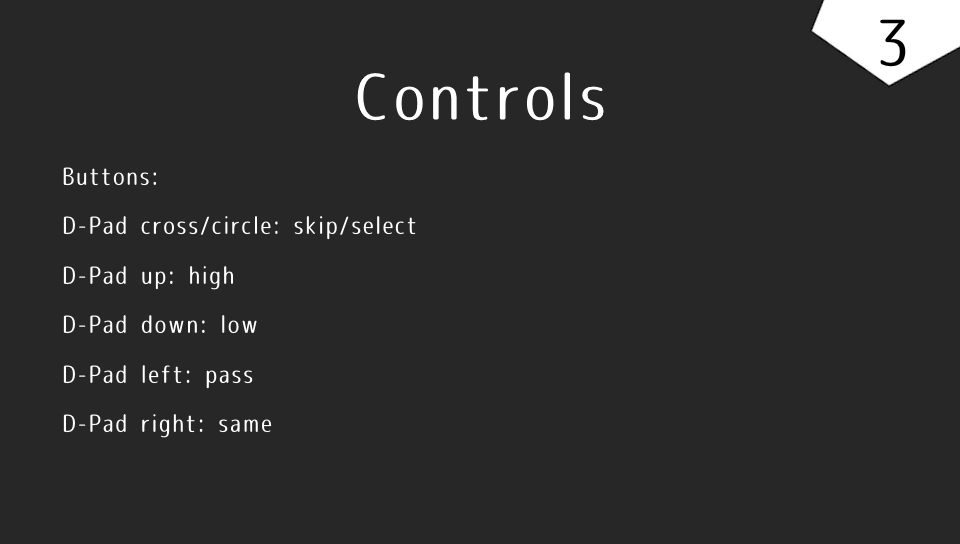 3
Controls
Buttons:
D-Pad cross/circle: skip/select
D-Pad up: high
D-Pad down: low
D-Pad left: pass
D-Pad right: same